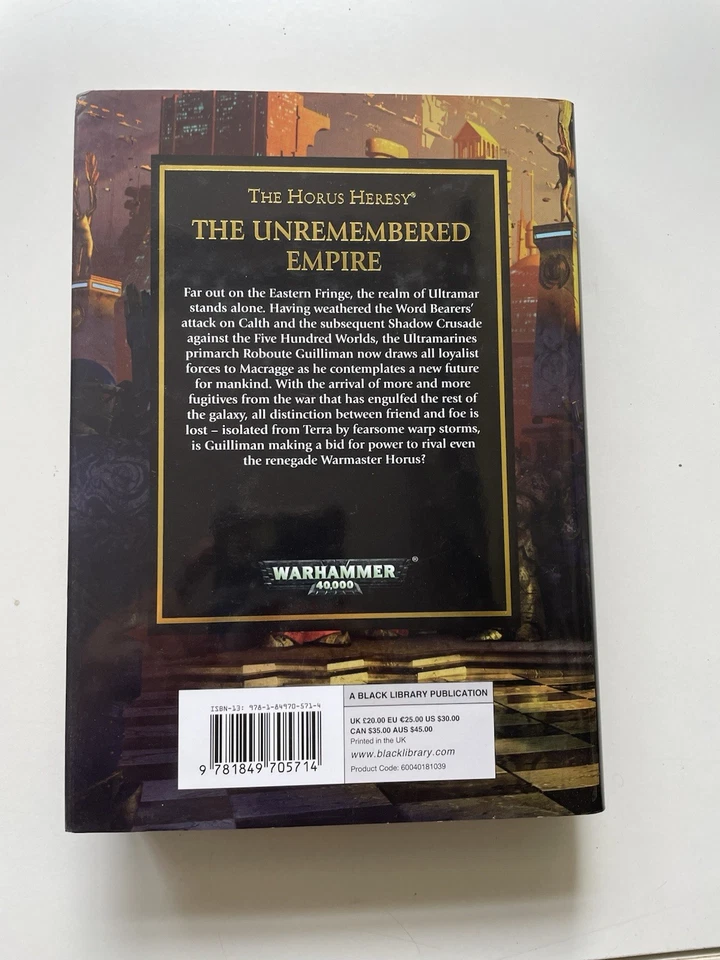 THE HORUS HERESY®
THE UNREMEMBERED
EMPIRE
Far out on the Eastern Fringe, the realm of Ultramar
stands alone. Having weathered the Word Bearers'
attack on Calth and the subsequent Shadow Crusade
against the Five Hundred Worlds, the Ultramarines
primarch Roboute Guilliman now draws all loyalist
forces to Macragge as he contemplates a new future
for mankind. With the arrival of more and more
fugitives from the war that has engulfed the rest of
the galaxy, all distinction between friend and foe is
lost – isolated from Terra by fearsome warp storms,
is Guilliman making a bid for power to rival even
the renegade Warmaster Horus?
WARHAMMER®
40,000
ISBN-13: 978-1-84970-571-4
9 781849 705714
A BLACK LIBRARY PUBLICATION
UK £20.00 EU €25.00 US $30.00
CAN $35.00 AUS $45.00
Printed in the UK
www.blacklibrary.com
Product Code: 60040181039